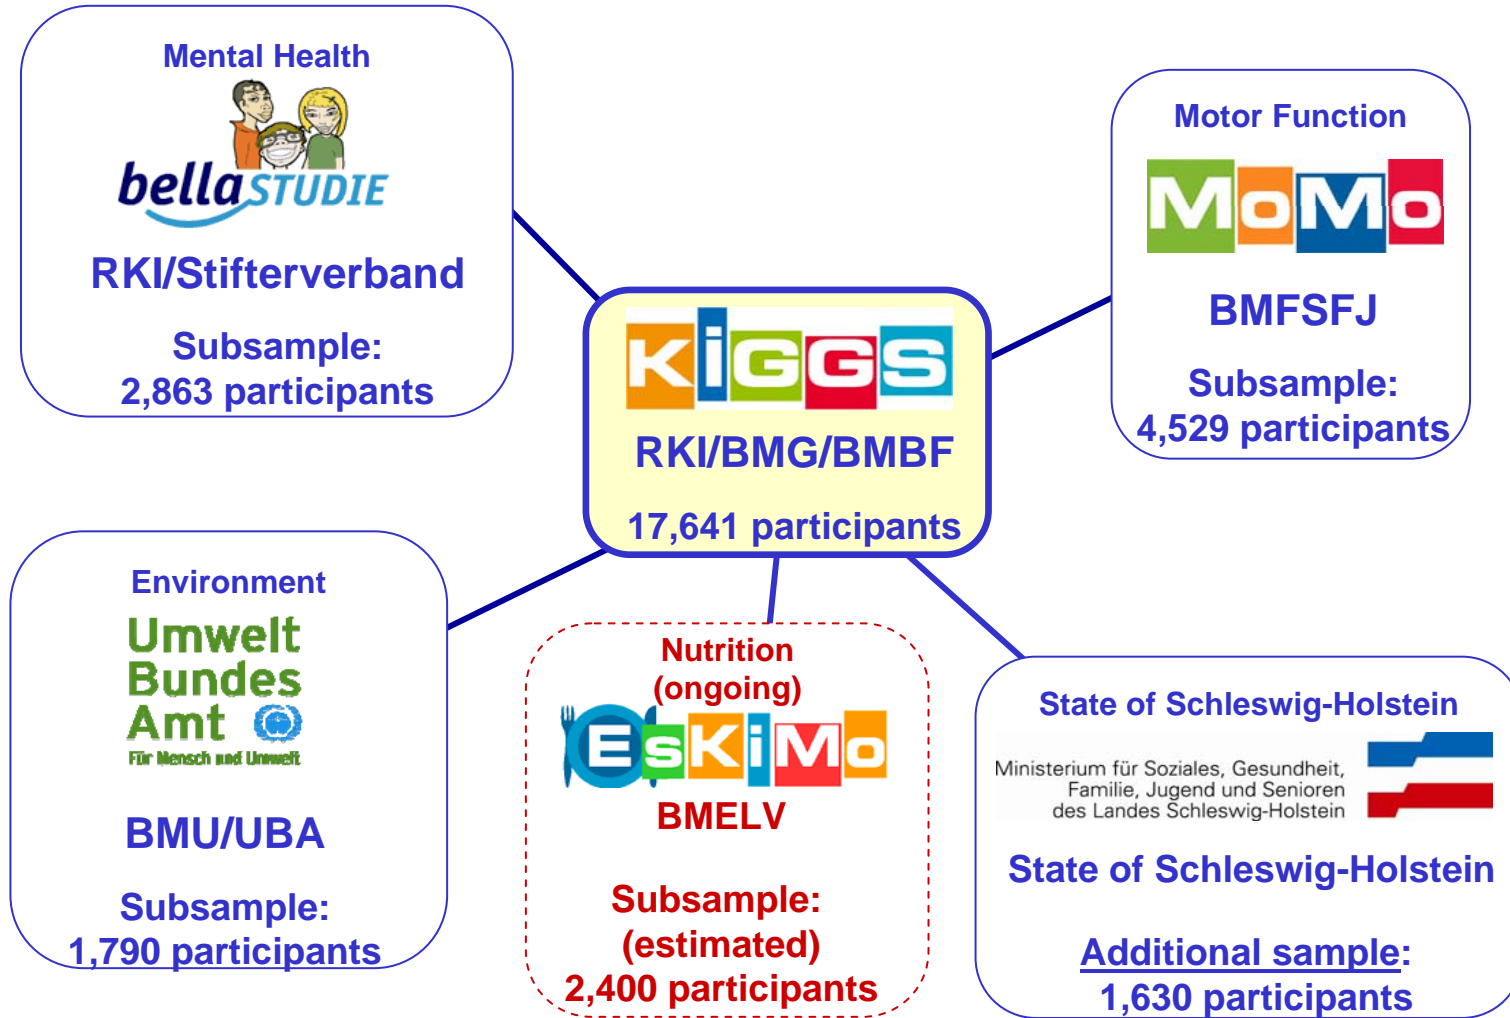 Mental Health
bella STUDIE
RKI/Stifterverband
Subsample:
2,863 participants
Motor Function
MoMo
BMFSFJ
Subsample:
4,529 participants
KiGGS
RKI/BMG/BMBF
17,641 participants
Environment
Umwelt
Bundes
Amt
Für Mensch und Umwelt
BMU/UBA
Subsample:
1,790 participants
Nutrition
(ongoing)
EsKiMo
BMELV
Subsample:
(estimated)
2,400 participants
State of Schleswig-Holstein
Ministerium für Soziales, Gesundheit,
Familie, Jugend und Senioren
des Landes Schleswig-Holstein
State of Schleswig-Holstein
Additional sample:
1,630 participants